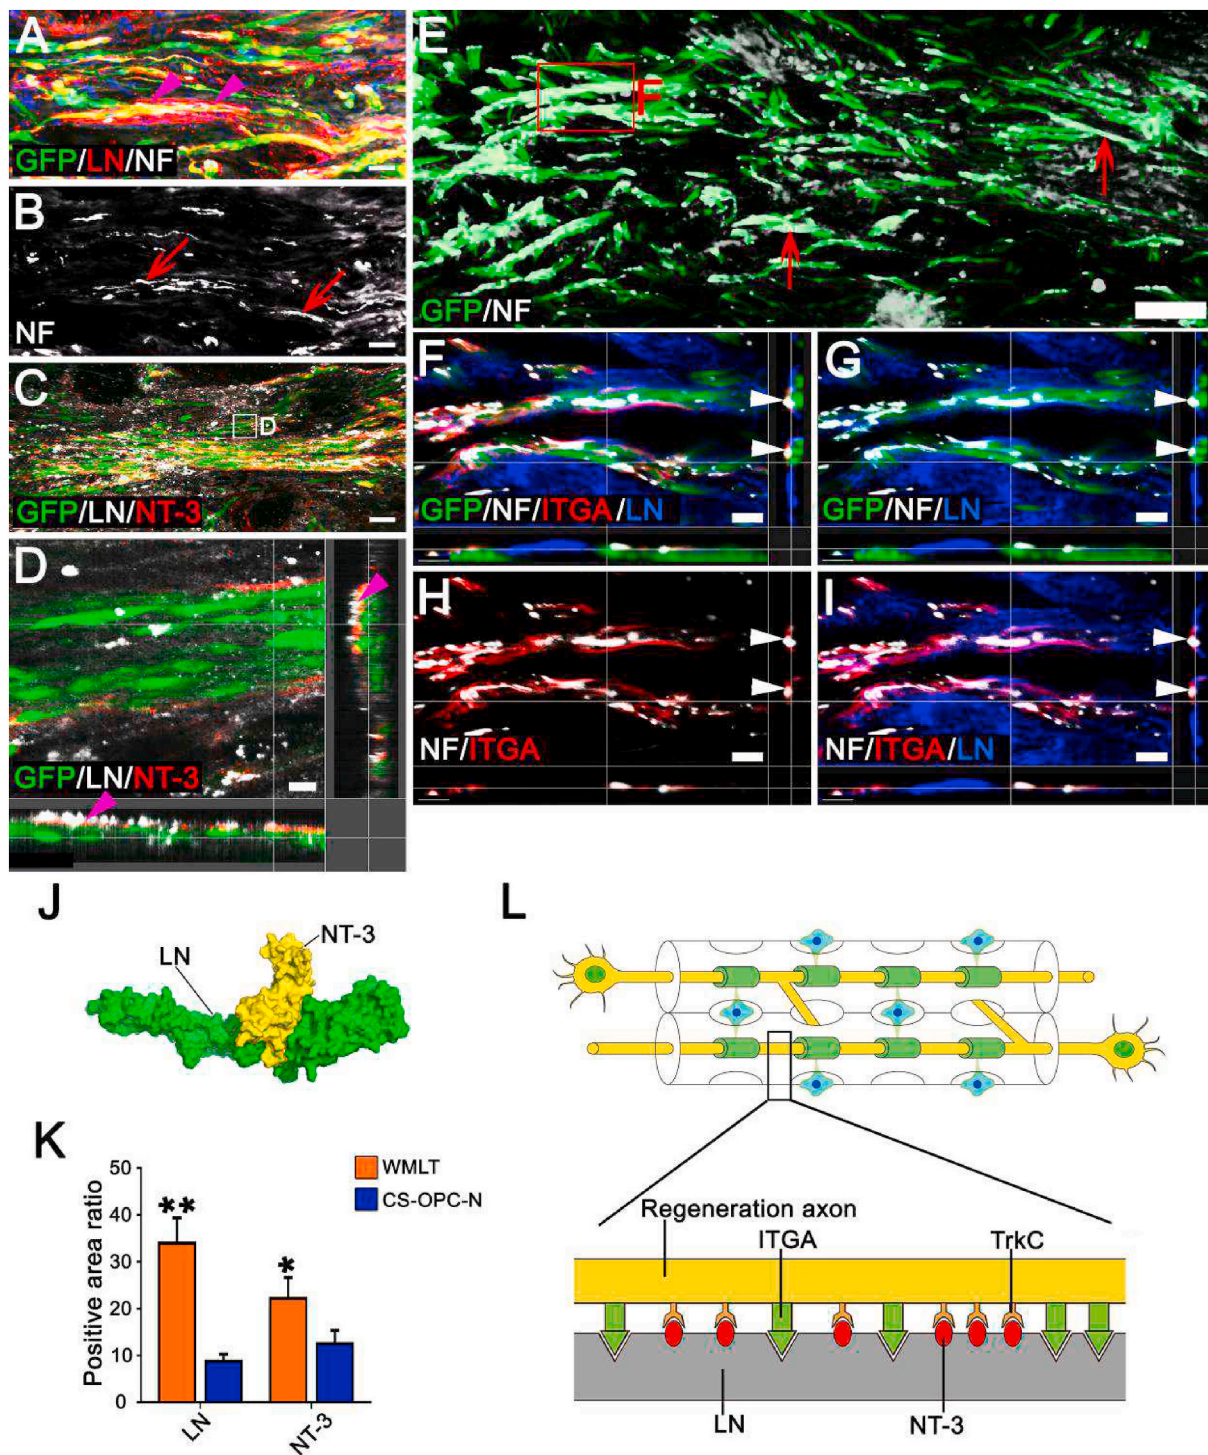 A
GFP/LN/NF
B
NF
C
D
GFP/LN/NT-3
D
GFP/LN/NT-3
E
F
GFP/NF
F
GFP/NF/ITGA/LN
G
GFP/NF/LN
H
NF/ITGA
I
NF/ITGA/LN
J
LN
NT-3
K
Positive area ratio
50
40
30
20
10
0
**
*
WMLT
CS-OPC-N
LN
NT-3
L
Regeneration axon
ITGA
TrkC
LN
NT-3